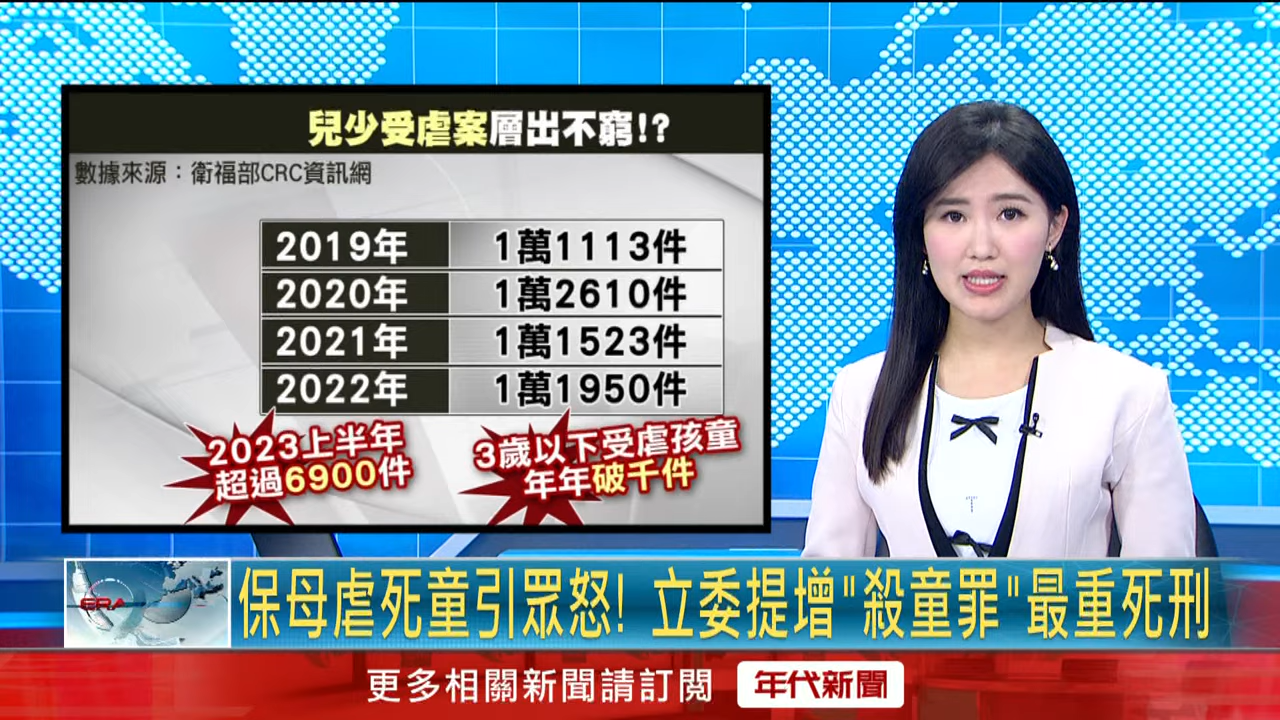 兒少受虐案層出不窮!?
數據來源：衛福部CRC資訊網
2019年 1萬1113件
2020年 1萬2610件
2021年 1萬1523件
2022年 1萬1950件
2023上半年
超過6900件
3歲以下受虐孩童
年年破千件
ERA
保母虐死童引眾怒! 立委提增"殺童罪"最重死刑
更多相關新聞請訂閱 年代新聞